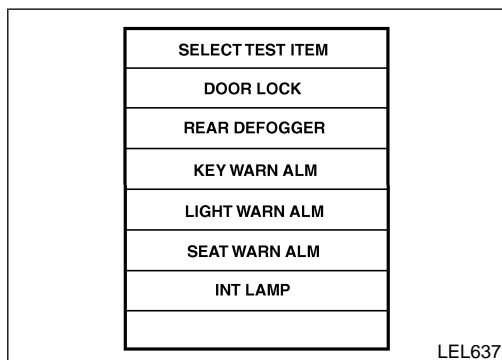 SELECT TEST ITEM
DOOR LOCK
REAR DEFOGGER
KEY WARN ALM
LIGHT WARN ALM
SEAT WARN ALM
INT LAMP
LEL637